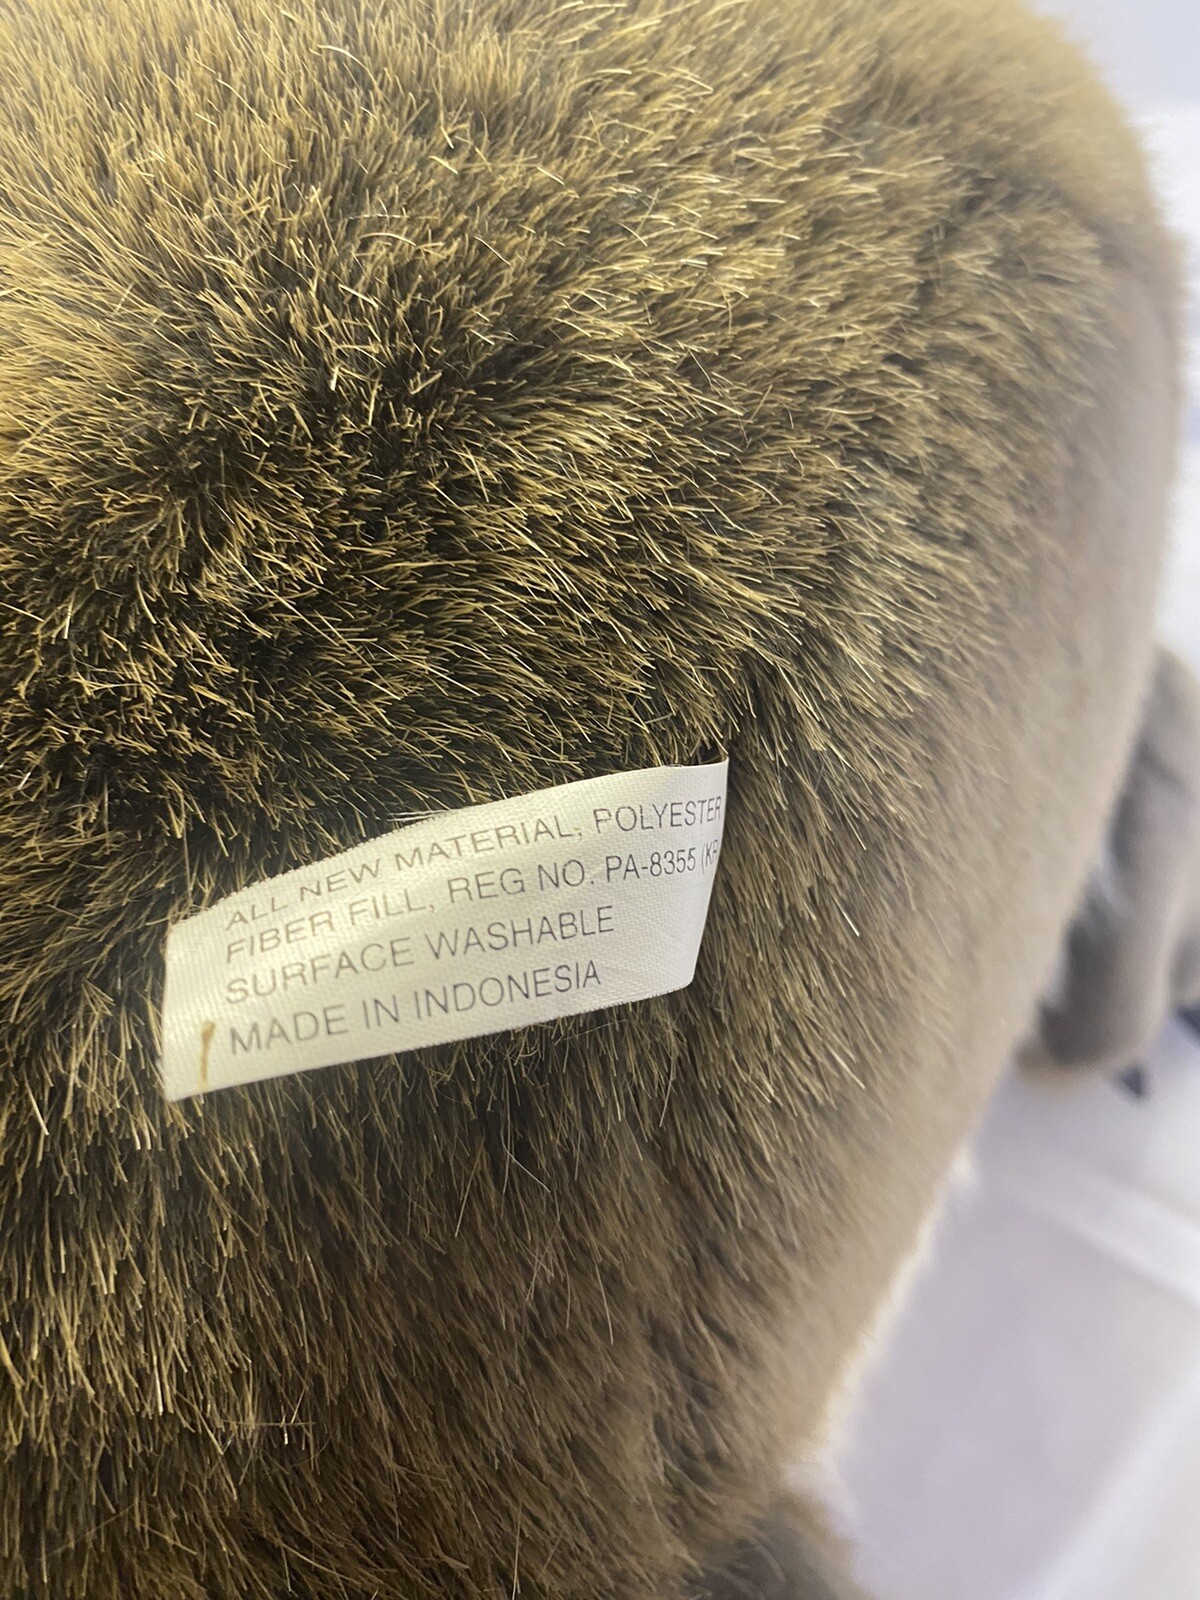 ALL NEW MATERIAL, POLYESTER
FIBER FILL, REG NO. PA-8355
SURFACE WASHABLE
MADE IN INDONESIA